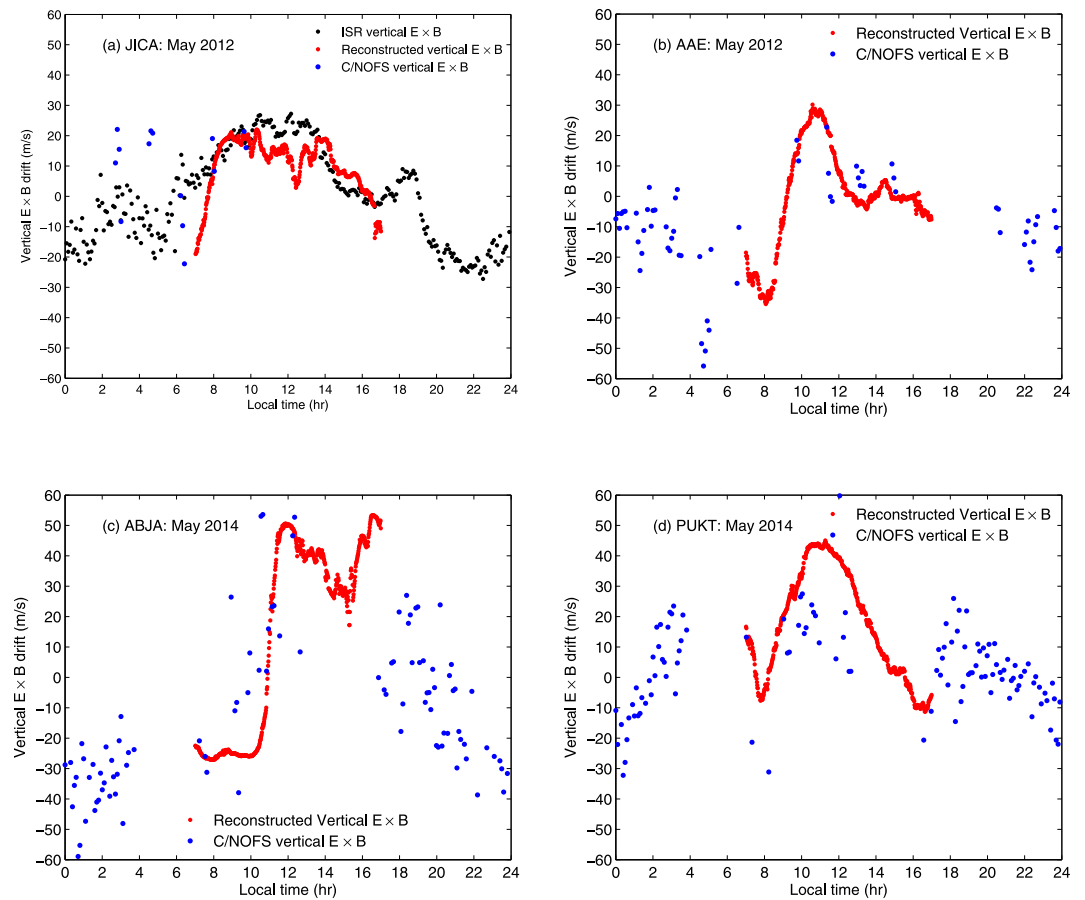 (a) JICA: May 2012
ISR vertical E × B
Reconstructed vertical E × B
C/NOFS vertical E × B
Vertical E × B drift (m/s)
60
50
40
30
20
10
0
−10
−20
−30
−40
−50
−60
0 2 4 6 8 10 12 14 16 18 20 22 24
Local time (hr)
(b) AAE: May 2012
Reconstructed Vertical E × B
C/NOFS vertical E × B
Vertical E × B drift (m/s)
60
50
40
30
20
10
0
−10
−20
−30
−40
−50
−60
0 2 4 6 8 10 12 14 16 18 20 22 24
Local time (hr)
(c) ABJA: May 2014
Reconstructed Vertical E × B
C/NOFS vertical E × B
Vertical E × B drift (m/s)
60
50
40
30
20
10
0
−10
−20
−30
−40
−50
−60
0 2 4 6 8 10 12 14 16 18 20 22 24
Local time (hr)
(d) PUKT: May 2014
Reconstructed Vertical E × B
C/NOFS vertical E × B
Vertical E × B drift (m/s)
60
50
40
30
20
10
0
−10
−20
−30
−40
−50
−60
0 2 4 6 8 10 12 14 16 18 20 22 24
Local time (hr)